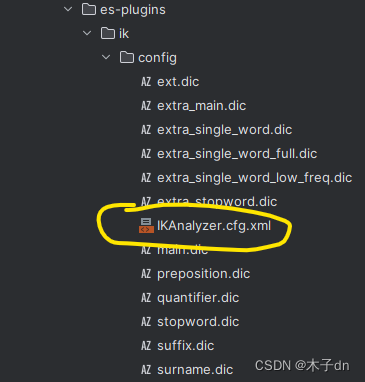 es-plugins
ik
config
AZ ext.dic
AZ extra_main.dic
AZ extra_single_word.dic
AZ extra_single_word_full.dic
AZ extra_single_word_low_freq.dic
AZ extra_stopword.dic
IKAnalyzer.cfg.xml
AZ main.dic
AZ preposition.dic
AZ quantifier.dic
AZ stopword.dic
AZ suffix.dic
AZ surname.dic
CSDN @木子dn